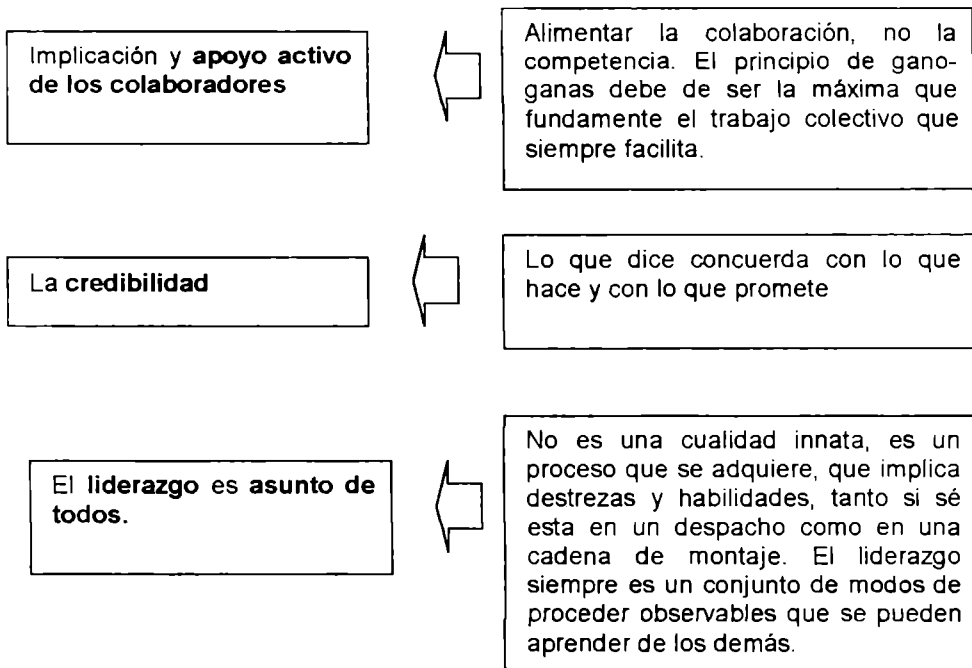 Implicación y apoyo activo
de los colaboradores
Alimentar la colaboración, no la
competencia. El principio de gano-
ganas debe de ser la máxima que
fundamente el trabajo colectivo que
siempre facilita.
La credibilidad
Lo que dice concuerda con lo que
hace y con lo que promete
El liderazgo es asunto de
todos.
No es una cualidad innata, es un
proceso que se adquiere, que implica
destrezas y habilidades, tanto si sé
esta en un despacho como en una
cadena de montaje. El liderazgo
siempre es un conjunto de modos de
proceder observables que se pueden
aprender de los demás.